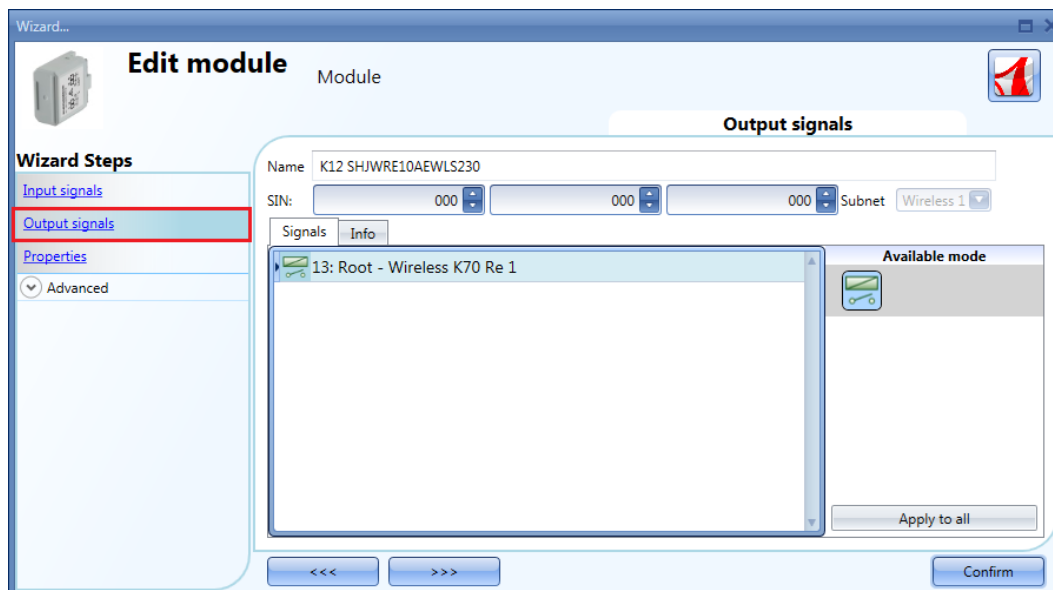 Wizard...
Edit module
Module
Output signals
Wizard Steps
Input signals
Output signals
Properties
Advanced
Name K12 SHJWRE10AEWLS230
SIN: 000 000 000 Subnet Wireless 1
Signals Info
13: Root - Wireless K70 Re 1
Available mode
Apply to all
<<< >>>
Confirm